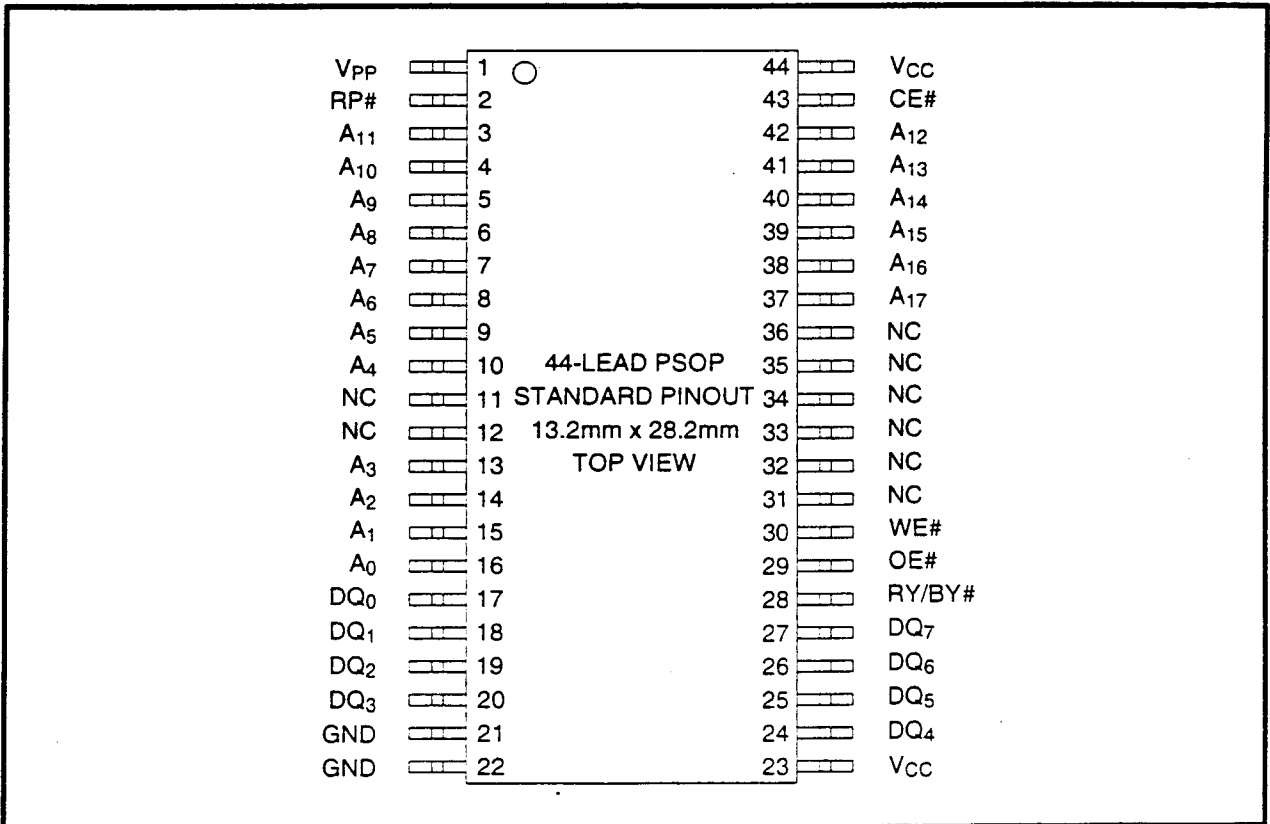 VPP 1 44 VCC
RP# 2 43 CE#
A11 3 42 A12
A10 4 41 A13
A9 5 40 A14
A8 6 39 A15
A7 7 38 A16
A6 8 37 A17
A5 9 36 NC
A4 10 44-LEAD PSOP 35 NC
NC 11 STANDARD PINOUT 34 NC
NC 12 13.2mm x 28.2mm 33 NC
A3 13 TOP VIEW 32 NC
A2 14 31 NC
A1 15 30 WE#
A0 16 29 OE#
DQ0 17 28 RY/BY#
DQ1 18 27 DQ7
DQ2 19 26 DQ6
DQ3 20 25 DQ5
GND 21 24 DQ4
GND 22 23 VCC